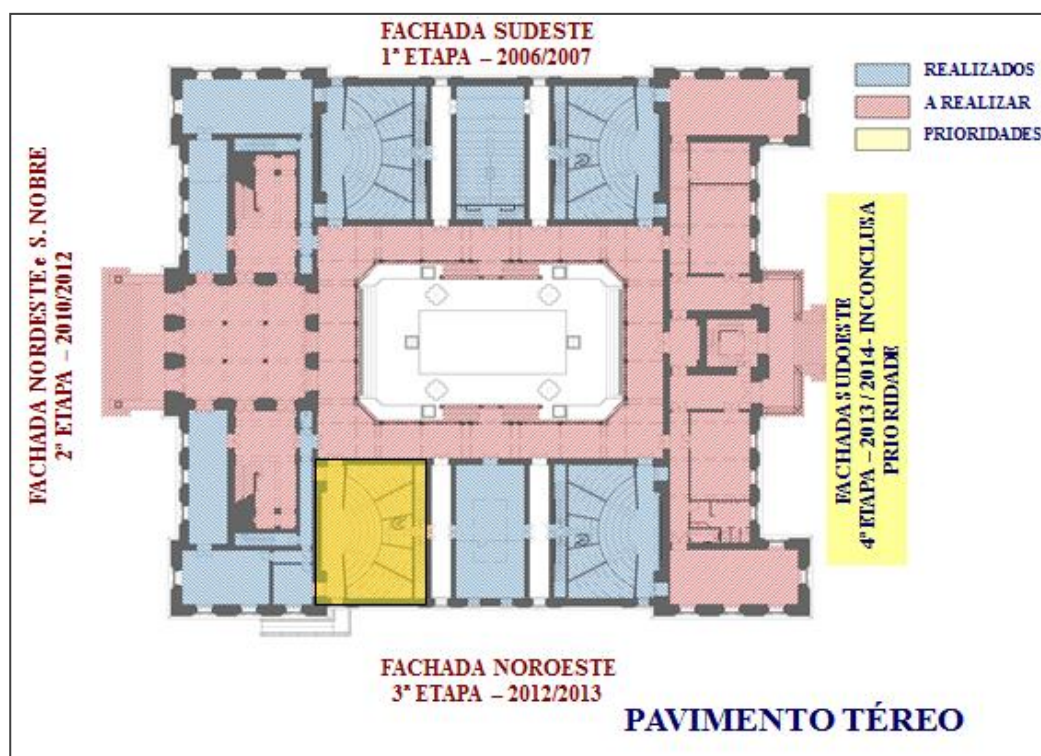 FACHADA SUDESTE
1ª ETAPA – 2006/2007
REALIZADOS
A REALIZAR
PRIORIDADES
FACHADA NORDESTE e S. NOBRE
2ª ETAPA – 2010/2012
FACHADA SUDOESTE
4ª ETAPA – 2013 / 2014- INCONCLUSA
PRIORIDADE
FACHADA NOROESTE
3ª ETAPA – 2012/2013
PAVIMENTO TÉREO